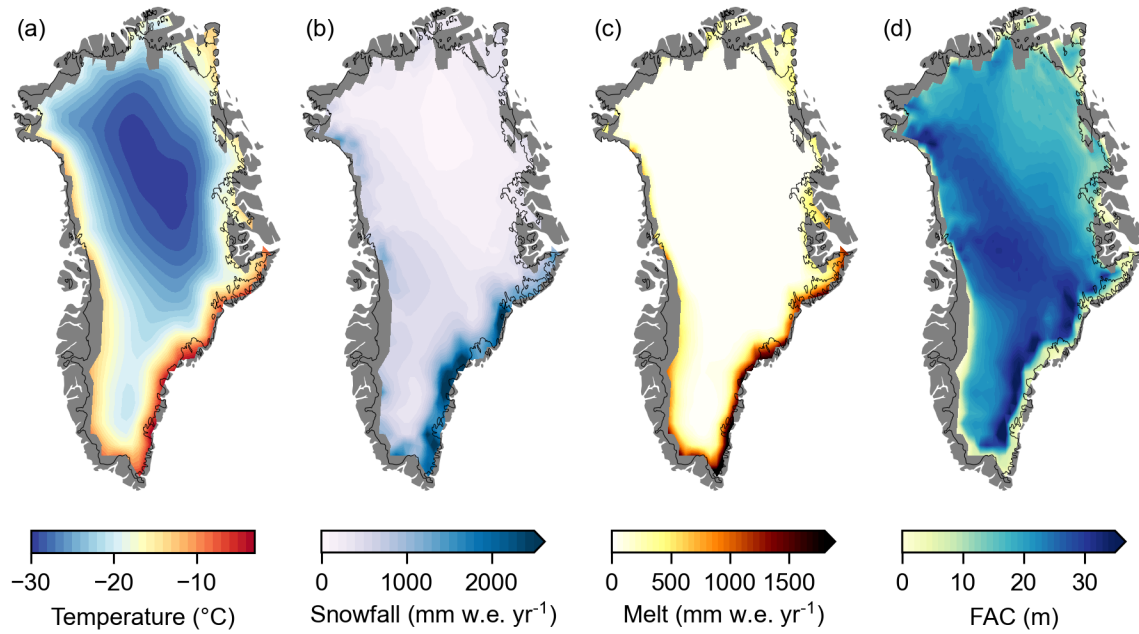 (a) (b) (c) (d)
−30 −20 −10 0 1000 2000 0 500 1000 1500 0 10 20 30
Temperature (°C) Snowfall (mm w.e. yr⁻¹) Melt (mm w.e. yr⁻¹) FAC (m)